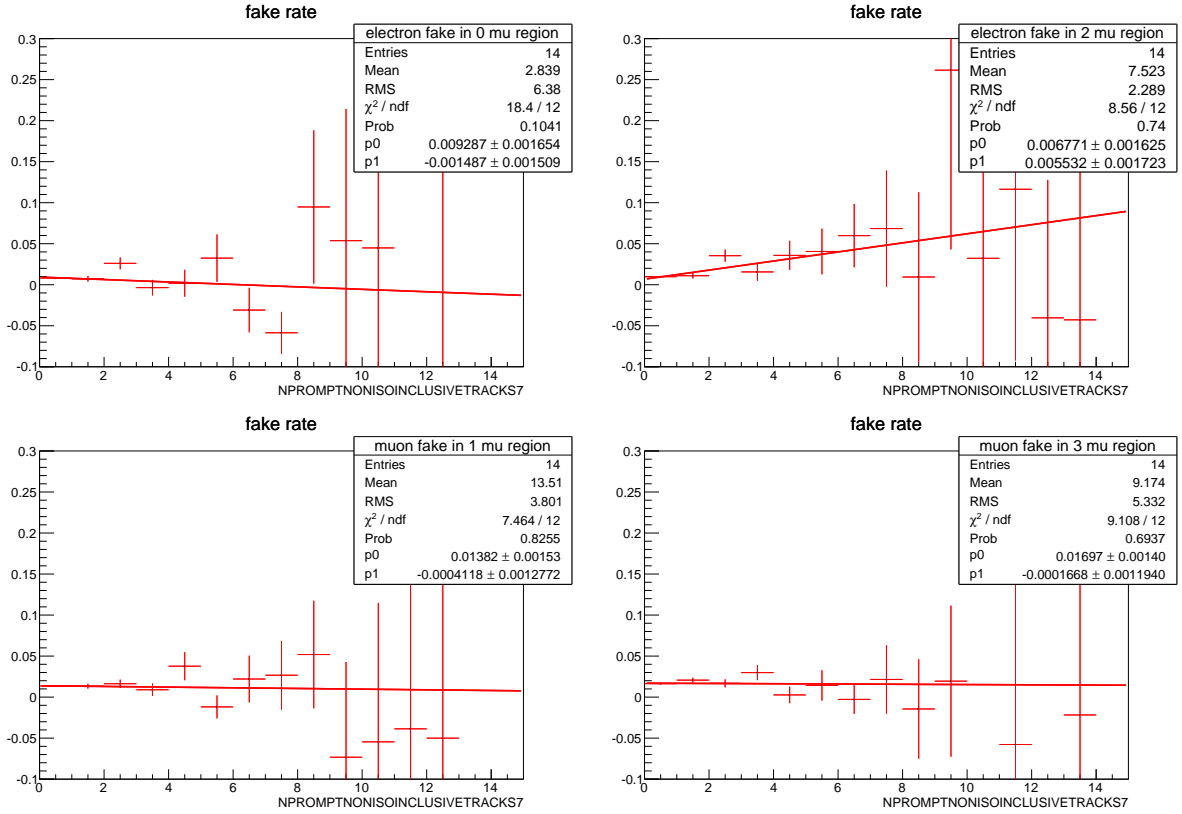 fake rate
electron fake in 0 mu region
Entries 14
Mean 2.839
RMS 6.38
χ² / ndf 18.4 / 12
Prob 0.1041
p0 0.009287 ± 0.001654
p1 -0.001487 ± 0.001509
0.3
0.25
0.2
0.15
0.1
0.05
0
-0.05
-0.1
0 2 4 6 8 10 12 14
NPROMPTNONISOINCLUSIVETRACKS7
fake rate
electron fake in 2 mu region
Entries 14
Mean 7.523
RMS 2.289
χ² / ndf 8.56 / 12
Prob 0.74
p0 0.006771 ± 0.001625
p1 0.005532 ± 0.001723
0.3
0.25
0.2
0.15
0.1
0.05
0
-0.05
-0.1
0 2 4 6 8 10 12 14
NPROMPTNONISOINCLUSIVETRACKS7
fake rate
muon fake in 1 mu region
Entries 14
Mean 13.51
RMS 3.801
χ² / ndf 7.464 / 12
Prob 0.8255
p0 0.01382 ± 0.00153
p1 -0.0004118 ± 0.0012772
0.3
0.25
0.2
0.15
0.1
0.05
0
-0.05
-0.1
0 2 4 6 8 10 12 14
NPROMPTNONISOINCLUSIVETRACKS7
fake rate
muon fake in 3 mu region
Entries 14
Mean 9.174
RMS 5.332
χ² / ndf 9.108 / 12
Prob 0.6937
p0 0.01697 ± 0.00140
p1 -0.0001668 ± 0.0011940
0.3
0.25
0.2
0.15
0.1
0.05
0
-0.05
-0.1
0 2 4 6 8 10 12 14
NPROMPTNONISOINCLUSIVETRACKS7